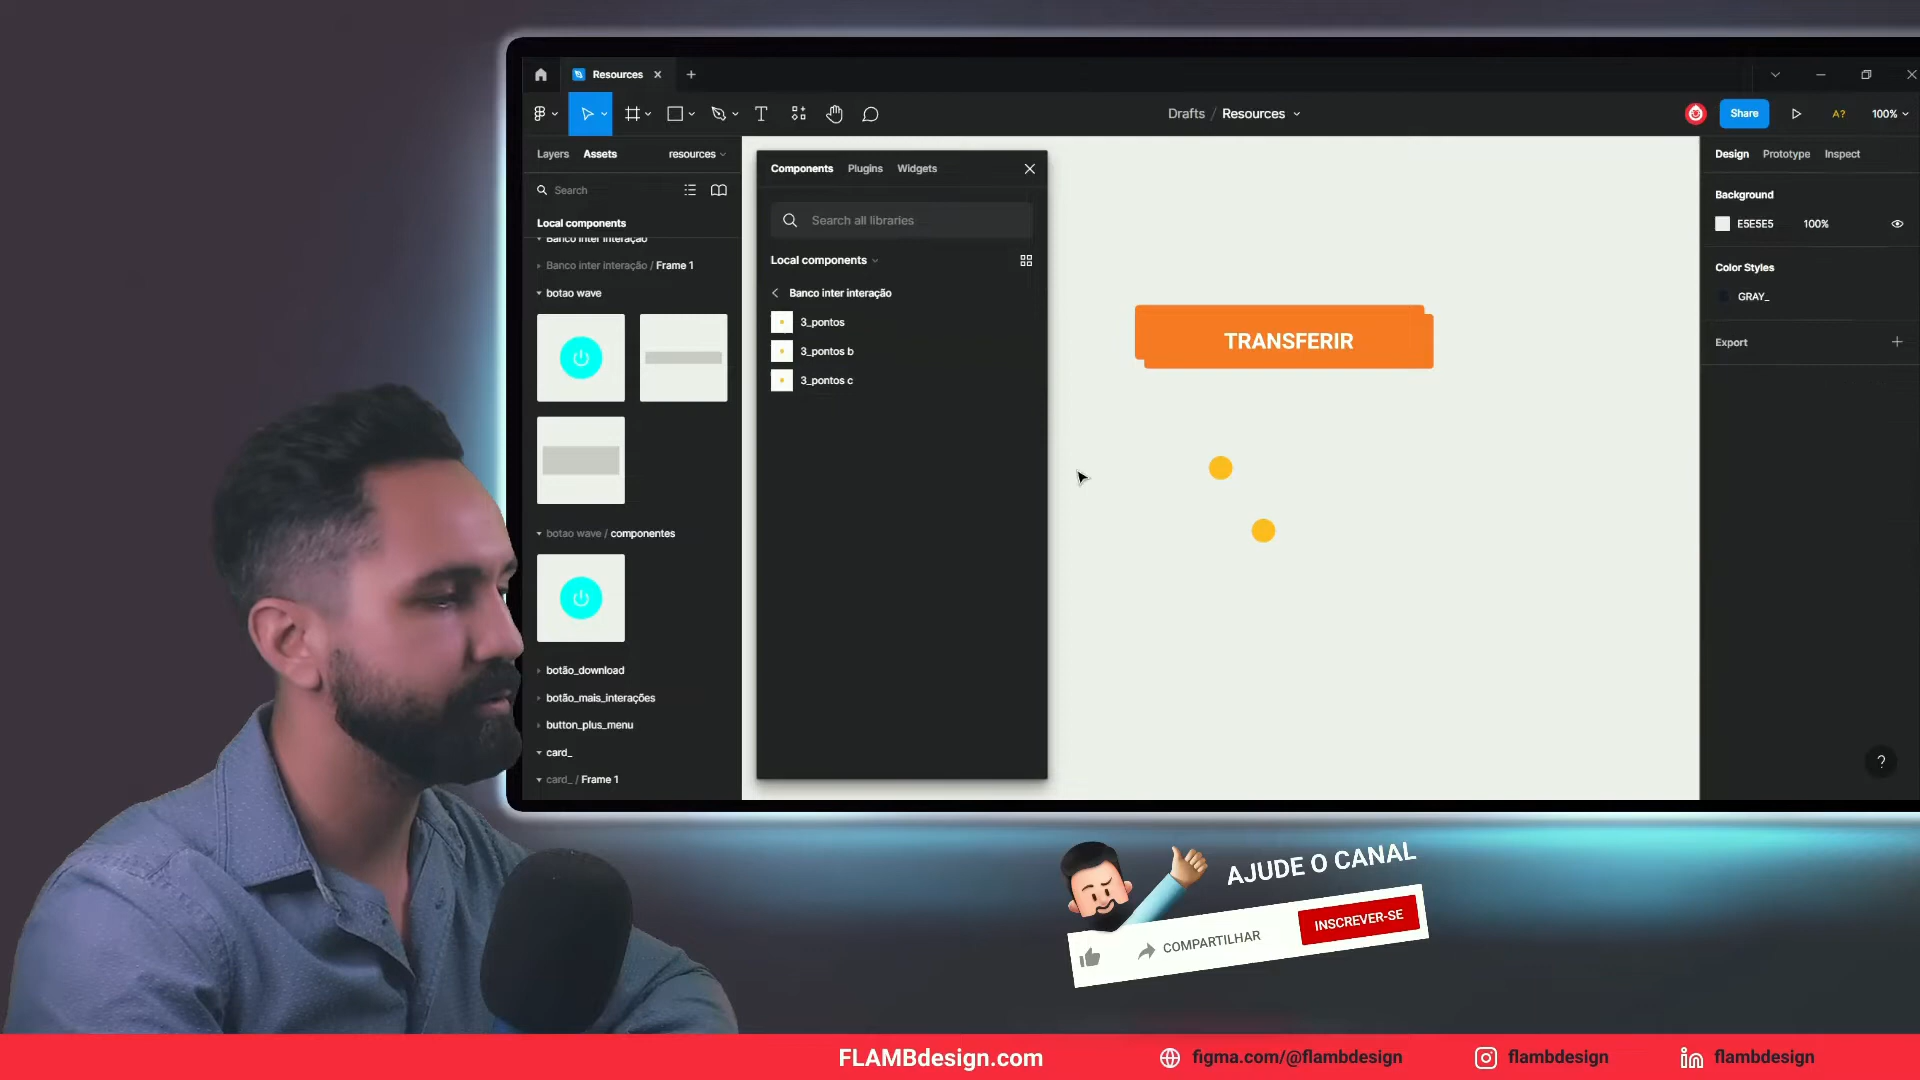 Resources
Drafts / Resources
Share
A?
100%
Layers
Assets
resources
Search
Local components
Banco inter interação
Banco inter interação / Frame 1
botao wave
botao wave / componentes
botão_download
botão_mais_interações
button_plus_menu
card_
card_ / Frame 1
Components
Plugins
Widgets
Search all libraries
Local components
Banco inter interação
3_pontos
3_pontos b
3_pontos c
TRANSFERIR
Design
Prototype
Inspect
Background
E5E5E5
100%
Color Styles
GRAY_
Export
?
AJUDE O CANAL
COMPARTILHAR
INSCREVER-SE
FLAMBdesign.com
figma.com/@flambdesign
flambdesign
flambdesign